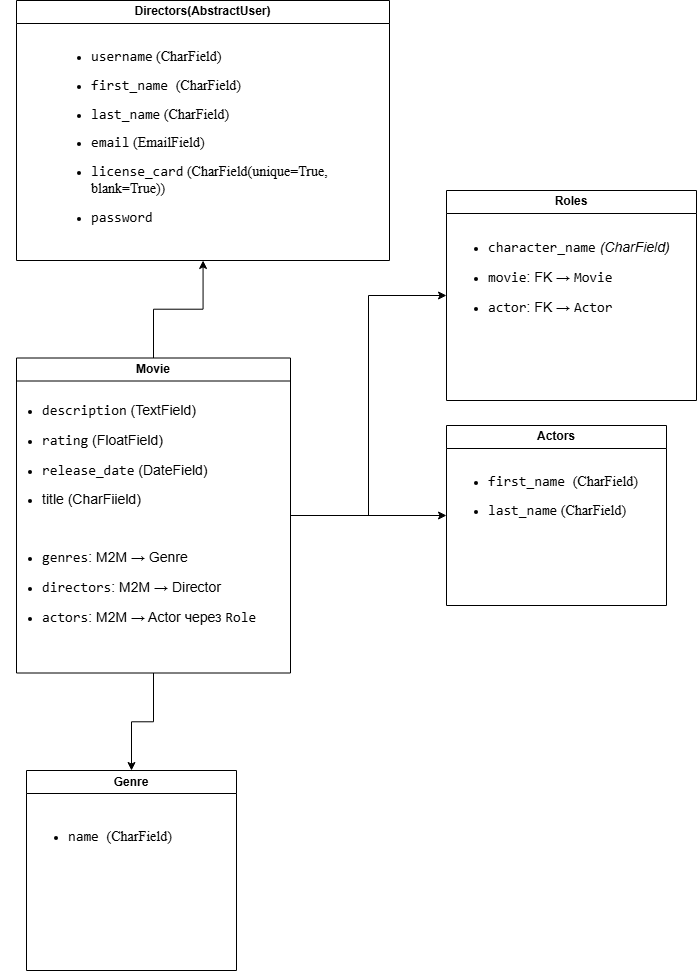 Directors(AbstractUser)
• username (CharField)
• first_name (CharField)
• last_name (CharField)
• email (EmailField)
• license_card (CharField(unique=True,
blank=True))
• password
Roles
• character_name (CharField)
• movie: FK → Movie
• actor: FK → Actor
Movie
• description (TextField)
• rating (FloatField)
• release_date (DateField)
• title (CharFiield)
• genres: M2M → Genre
• directors: M2M → Director
• actors: M2M → Actor через Role
Actors
• first_name (CharField)
• last_name (CharField)
Genre
• name (CharField)